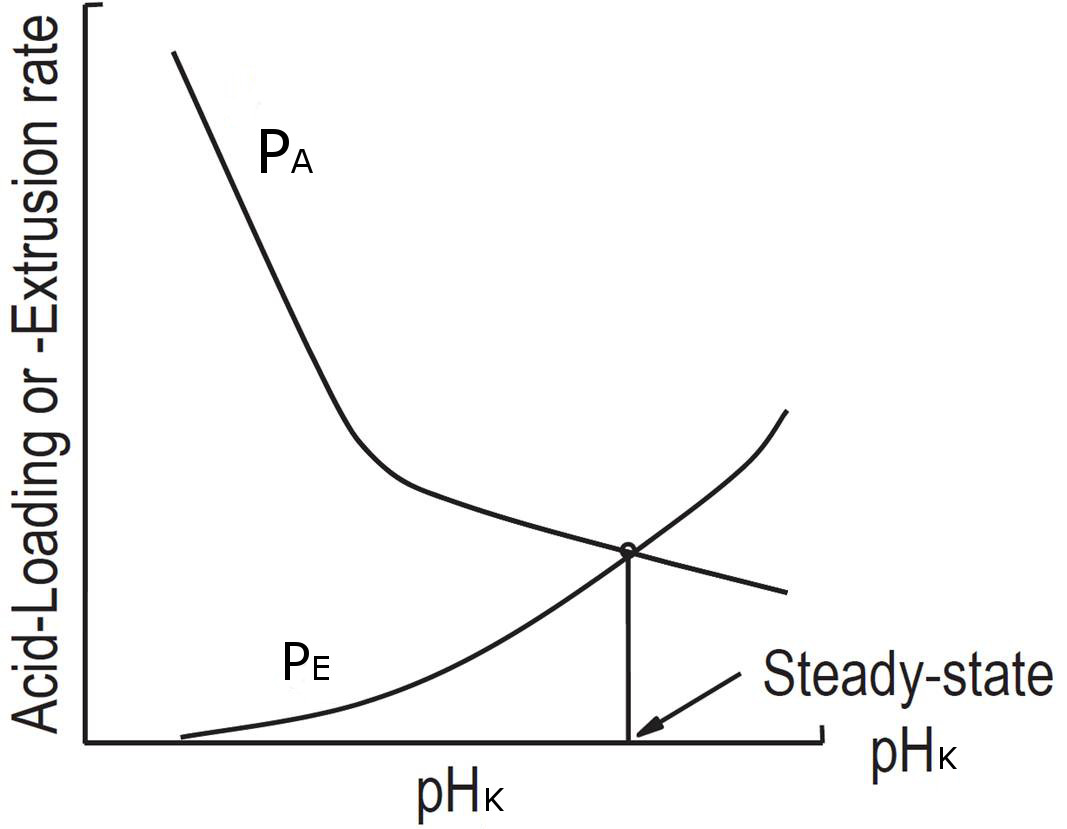 Acid-Loading or -Extrusion rate
PA
PE
Steady-state
pHK
pHK